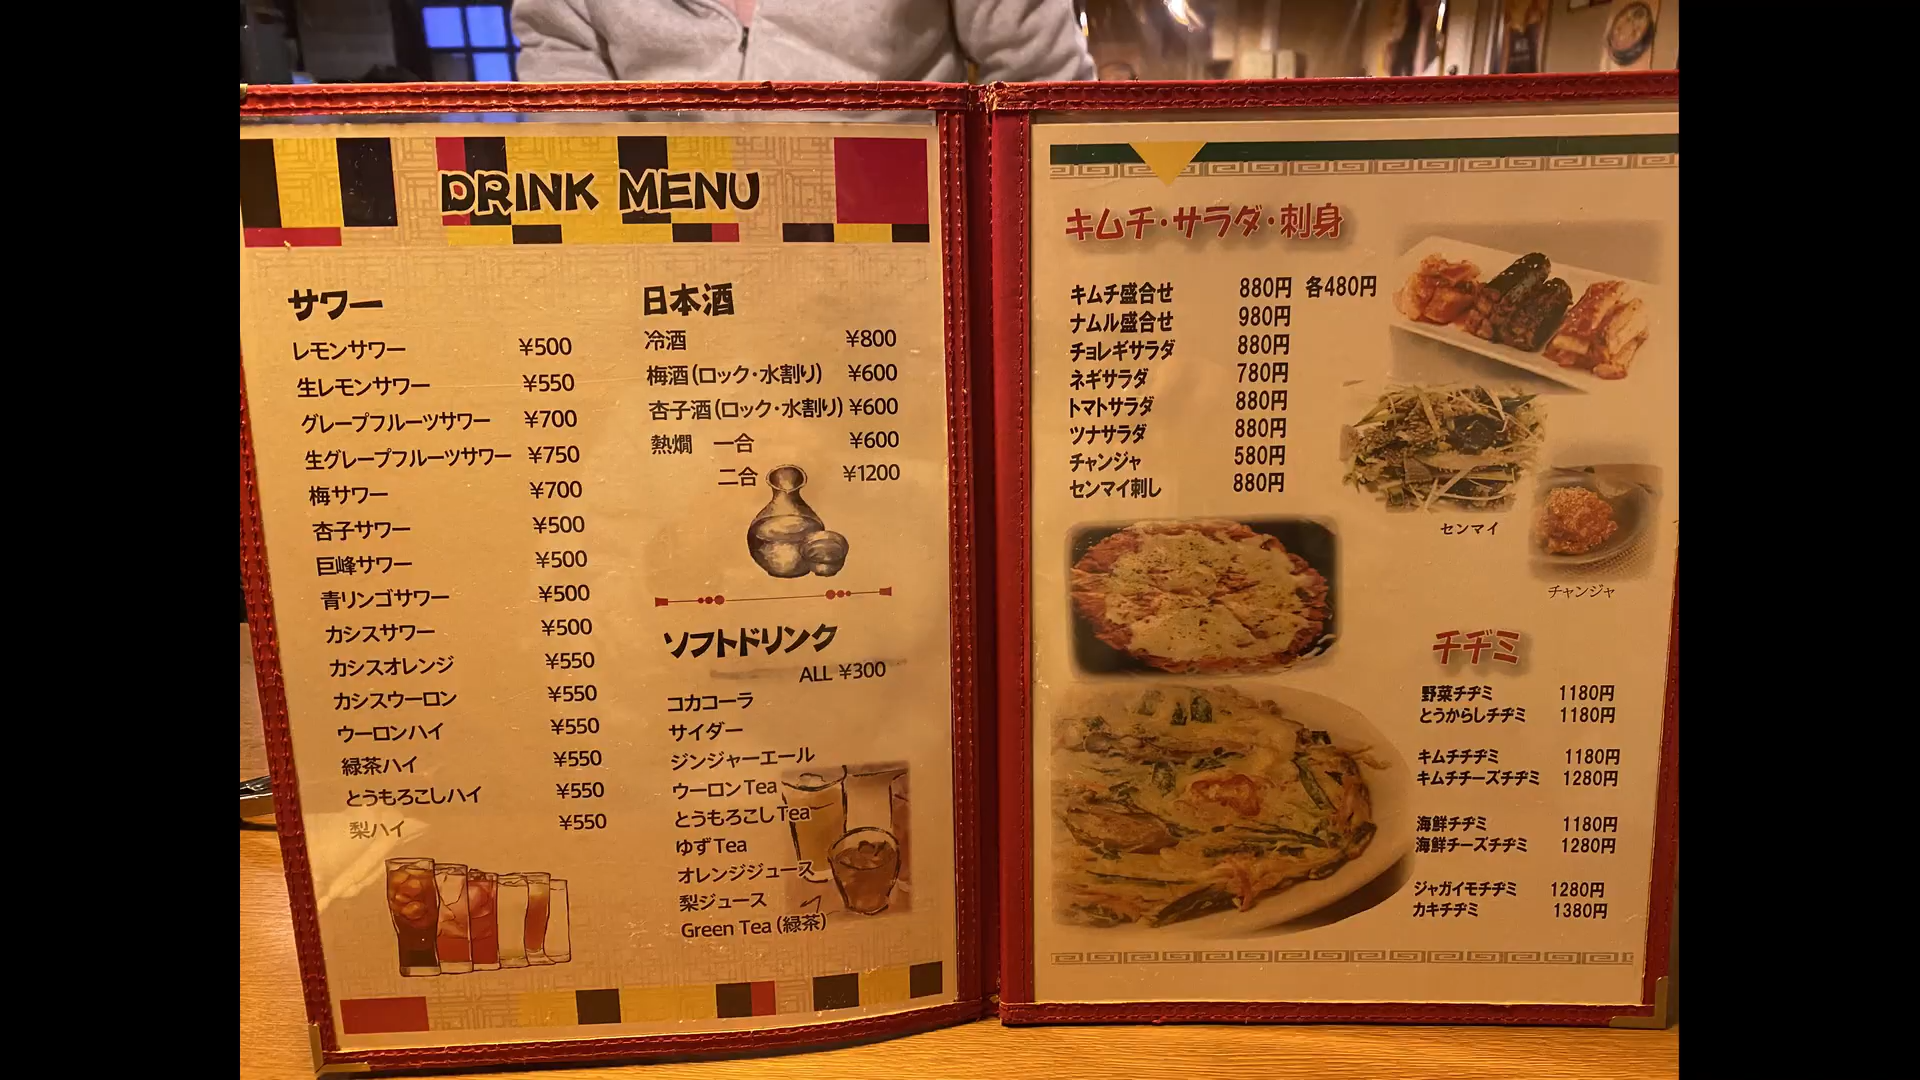 DRINK MENU
サワー
レモンサワー ¥500
生レモンサワー ¥550
グレープフルーツサワー ¥700
生グレープフルーツサワー ¥750
梅サワー ¥700
杏子サワー ¥500
巨峰サワー ¥500
青リンゴサワー ¥500
カシスサワー ¥500
カシスオレンジ ¥550
カシスウーロン ¥550
ウーロンハイ ¥550
緑茶ハイ ¥550
とうもろこしハイ ¥550
梨ハイ ¥550
日本酒
冷酒 ¥800
梅酒(ロック・水割り) ¥600
杏子酒(ロック・水割り) ¥600
熱燗 一合 ¥600
二合 ¥1200
ソフトドリンク
ALL ¥300
コカコーラ
サイダー
ジンジャーエール
ウーロンTea
とうもろこしTea
ゆずTea
オレンジジュース
梨ジュース
Green Tea (緑茶)
キムチ・サラダ・刺身
キムチ盛合せ 880円 各480円
ナムル盛合せ 980円
チョレギサラダ 880円
ネギサラダ 780円
トマトサラダ 880円
ツナサラダ 880円
チャンジャ 580円
センマイ刺し 880円
センマイ
チャンジャ
チヂミ
野菜チヂミ 1180円
とうからしチヂミ 1180円
キムチチヂミ 1180円
キムチチーズチヂミ 1280円
海鮮チヂミ 1180円
海鮮チーズチヂミ 1280円
ジャガイモチヂミ 1280円
カキチヂミ 1380円